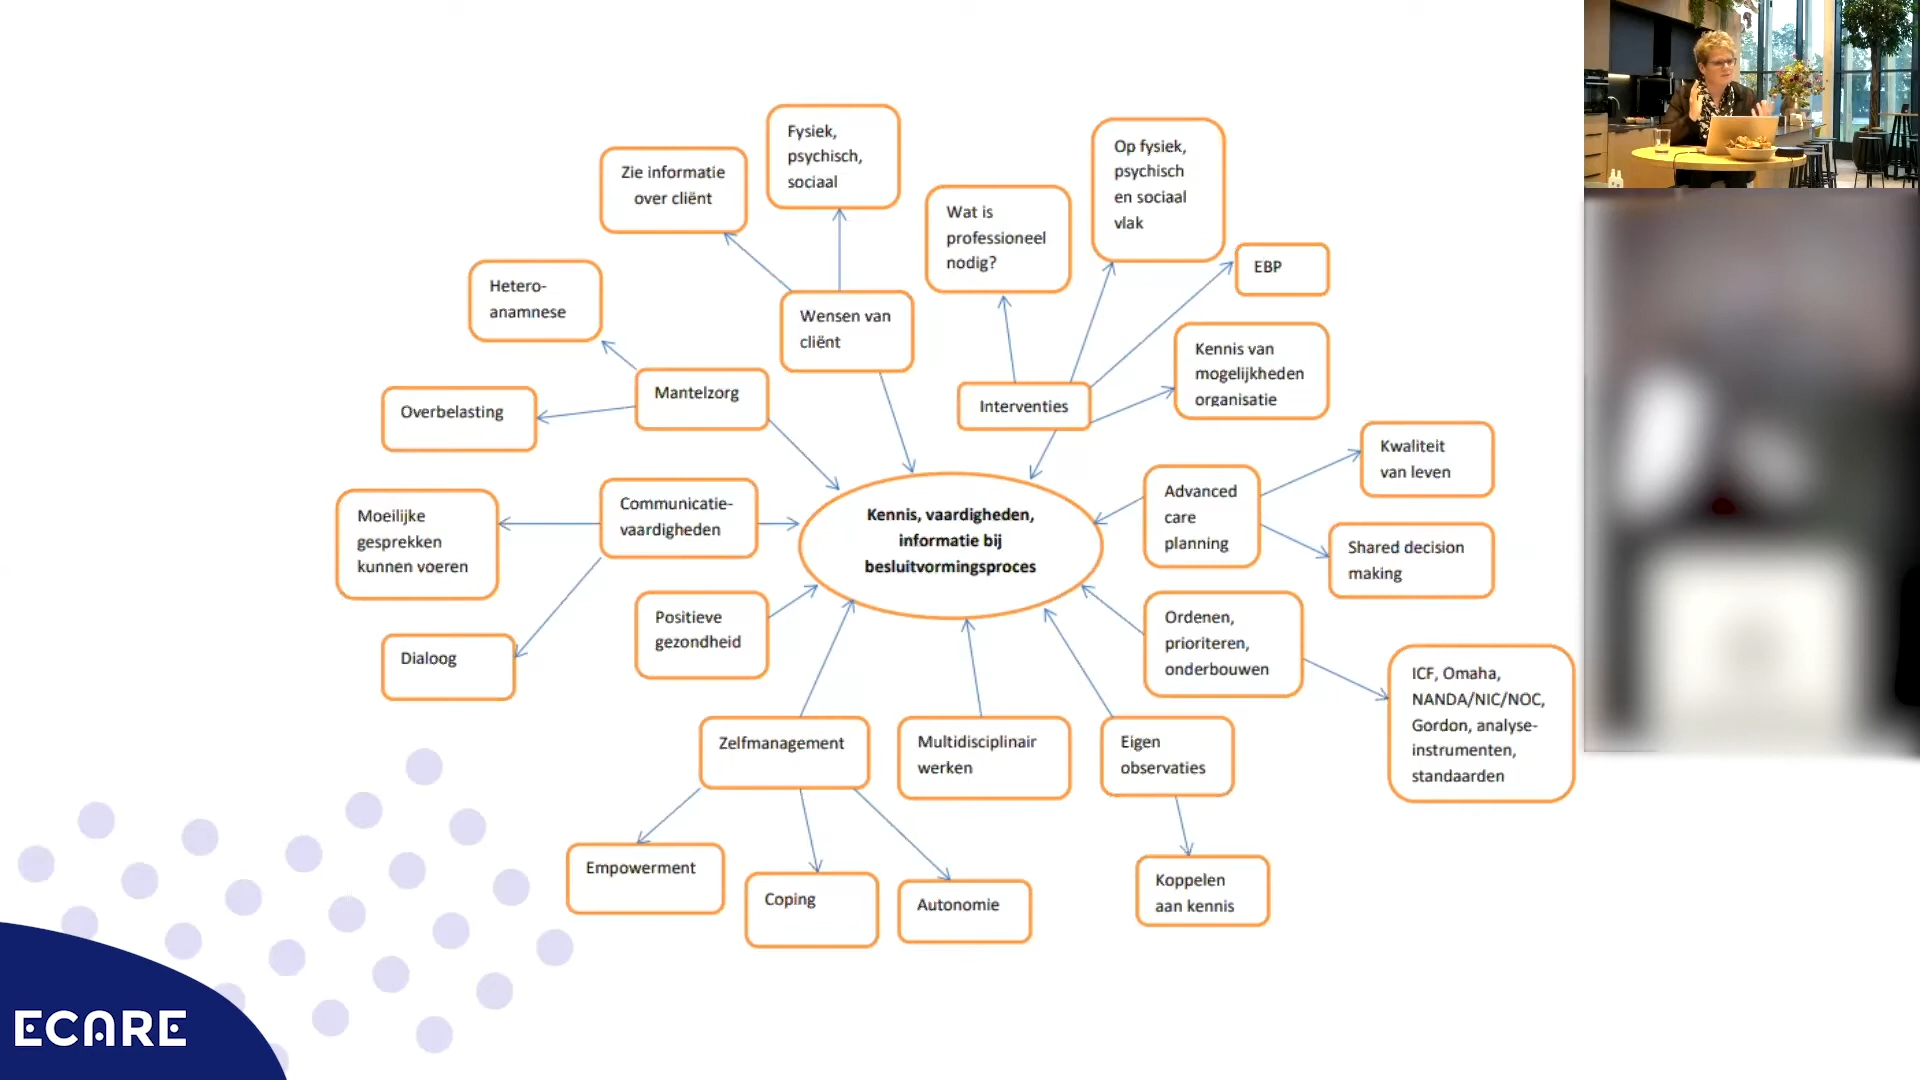 Fysiek,
psychisch,
sociaal
Zie informatie
over cliënt
Op fysiek,
psychisch
en sociaal
vlak
Wat is
professioneel
nodig?
EBP
Hetero-
anamnese
Wensen van
cliënt
Kennis van
mogelijkheden
organisatie
Mantelzorg
Interventies
Overbelasting
Kwaliteit
van leven
Communicatie-
vaardigheden
Moeilijke
gesprekken
kunnen voeren
Kennis, vaardigheden,
informatie bij
besluitvormingsproces
Advanced
care
planning
Shared decision
making
Dialoog
Positieve
gezondheid
Ordenen,
prioriteren,
onderbouwen
ICF, Omaha,
NANDA/NIC/NOC,
Gordon, analyse-
instrumenten,
standaarden
Zelfmanagement
Multidisciplinair
werken
Eigen
observaties
Empowerment
Coping
Autonomie
Koppelen
aan kennis
ECARE